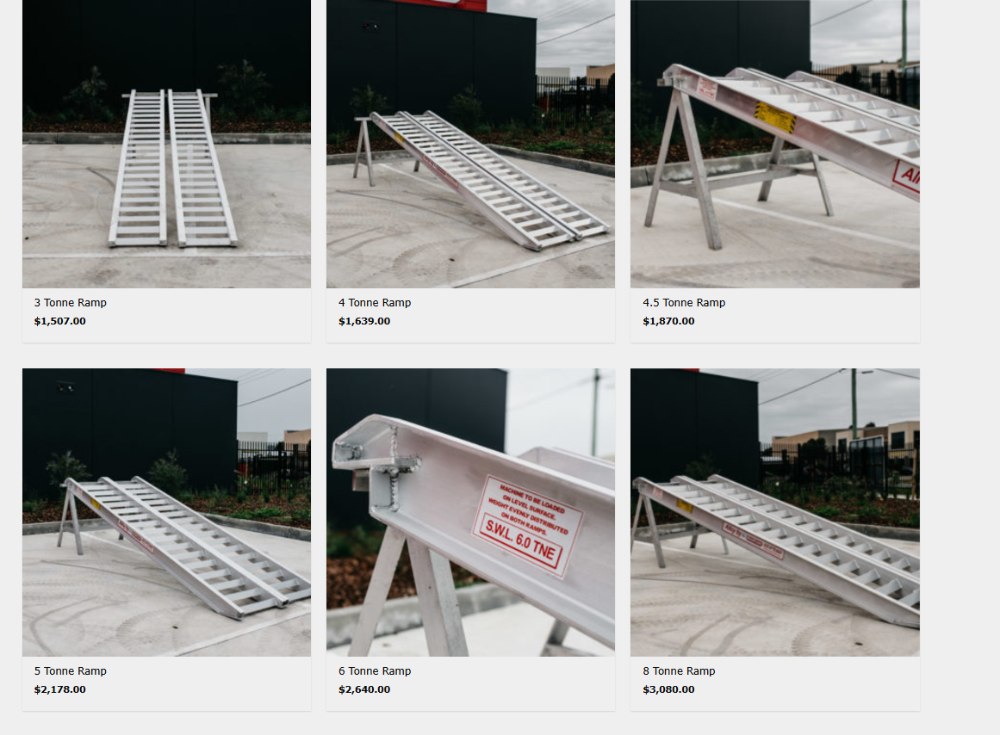 All
3 Tonne Ramp
$1,507.00
4 Tonne Ramp
$1,639.00
4.5 Tonne Ramp
$1,870.00
MACHINE TO BE LOADED
ON LEVEL SURFACE.
WEIGHT EVENLY DISTRIBUTED
ON BOTH RAMPS.
S.W.L. 6.0 TNE
5 Tonne Ramp
$2,178.00
6 Tonne Ramp
$2,640.00
8 Tonne Ramp
$3,080.00